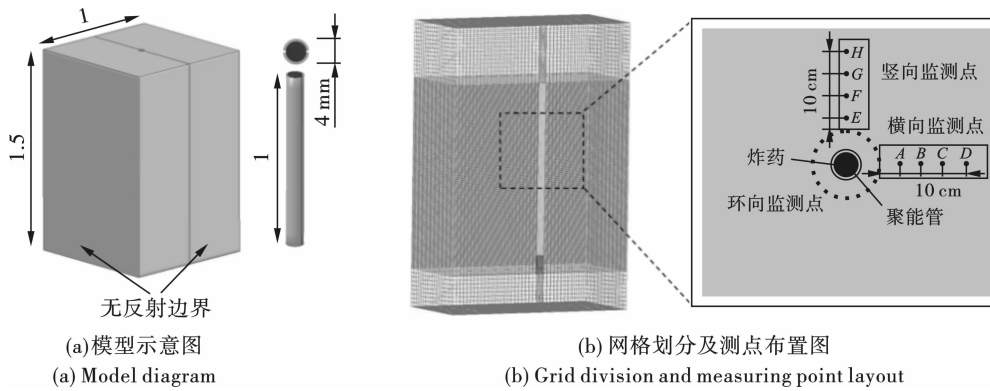 1
1.5
1
4 mm
无反射边界
H
G
F
E
10 cm
竖向监测点
横向监测点
A B C D
10 cm
炸药
环向监测点
聚能管
(a)模型示意图
(a) Model diagram
(b) 网格划分及测点布置图
(b) Grid division and measuring point layout